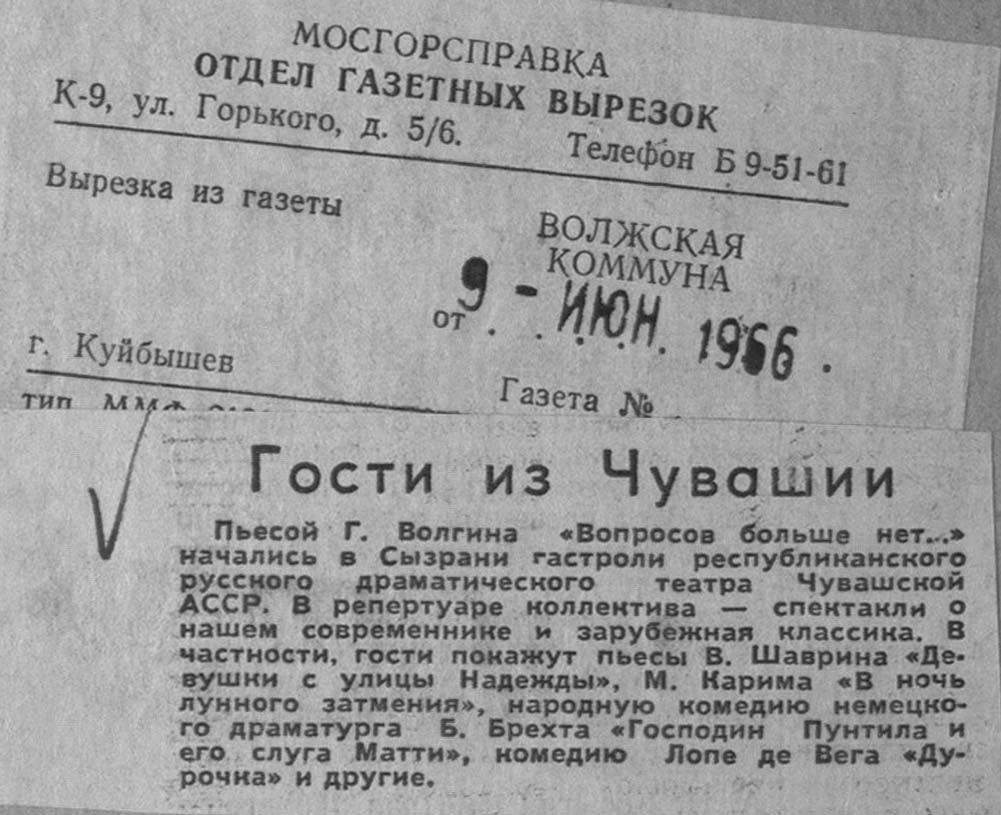 МОСГОРСПРАВКА
ОТДЕЛ ГАЗЕТНЫХ ВЫРЕЗОК
К-9, ул. Горького, д. 5/6. Телефон Б 9-51-61
Вырезка из газеты
ВОЛЖСКАЯ
КОММУНА
от 9 - ИЮН. 1966 .
г. Куйбышев
Газета №
тип
Гости из Чувашии
Пьесой Г. Волгина «Вопросов больше нет...»
начались в Сызрани гастроли республиканского
русского драматического театра Чувашской
АССР. В репертуаре коллектива — спектакли о
нашем современнике и зарубежная классика. В
частности, гости покажут пьесы В. Шаврина «Де-
вушки с улицы Надежды», М. Карима «В ночь
лунного затмения», народную комедию немецко-
го драматурга Б. Брехта «Господин Пунтила и
его слуга Матти», комедию Лопе де Вега «Ду-
рочка» и другие.